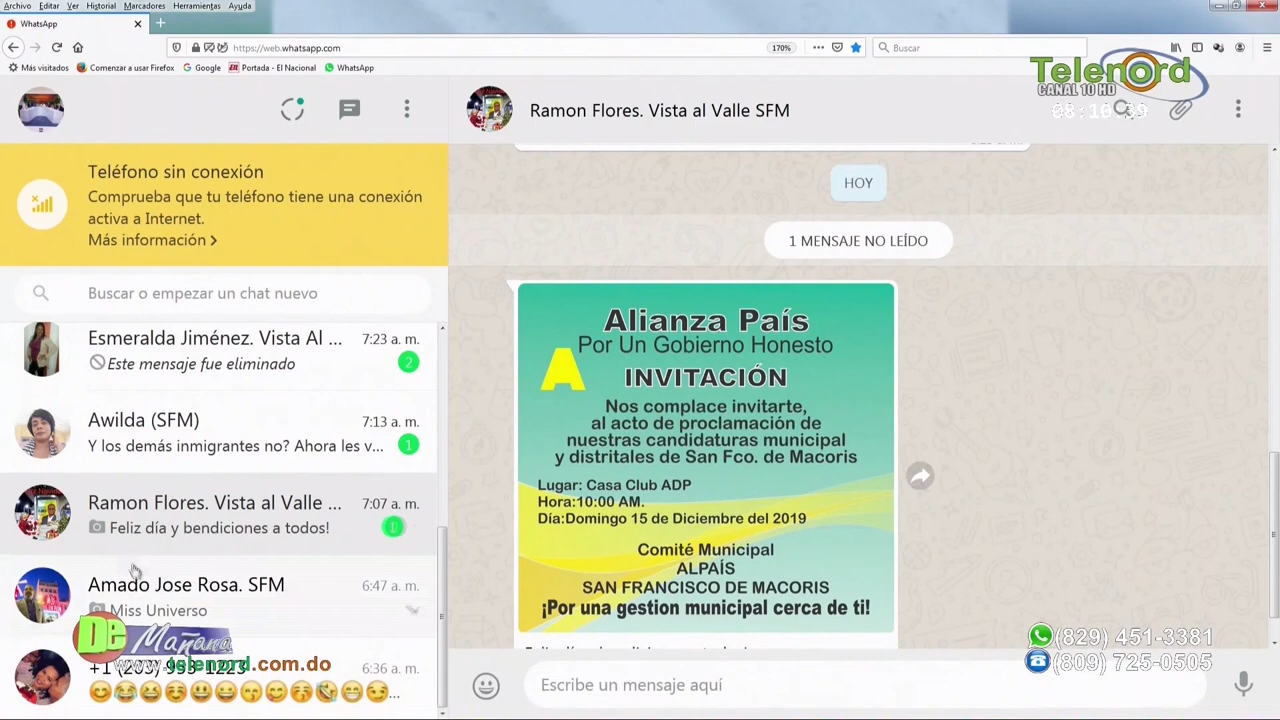 Archivo Editar Ver Historial Marcadores Herramientas Ayuda
WhatsApp
https://web.whatsapp.com
170%
Buscar
Más visitados Comenzar a usar Firefox Google Portada - El Nacional WhatsApp
Telenord
CANAL 10 HD
Ramon Flores. Vista al Valle SFM
Teléfono sin conexión
Comprueba que tu teléfono tiene una conexión
activa a Internet.
Más información >
Buscar o empezar un chat nuevo
Esmeralda Jiménez. Vista Al ... 7:23 a. m.
Este mensaje fue eliminado 2
Awilda (SFM) 7:13 a. m.
Y los demás inmigrantes no? Ahora les v... 1
Ramon Flores. Vista al Valle ... 7:07 a. m.
Feliz día y bendiciones a todos!
Amado Jose Rosa. SFM 6:47 a. m.
Miss Universo
6:36 a. m.
😊😂😆☺️😃😄😙😋😚🤣😁😏...
De Mañana
www.telenord.com.do
HOY
1 MENSAJE NO LEÍDO
Alianza País
Por Un Gobierno Honesto
A
INVITACIÓN
Nos complace invitarte,
al acto de proclamación de
nuestras candidaturas municipal
y distritales de San Fco. de Macoris
Lugar: Casa Club ADP
Hora:10:00 AM.
Día:Domingo 15 de Diciembre del 2019
Comité Municipal
ALPAÍS
SAN FRANCISCO DE MACORIS
¡Por una gestion municipal cerca de ti!
Escribe un mensaje aquí
(829) 451-3381
(809) 725-0505